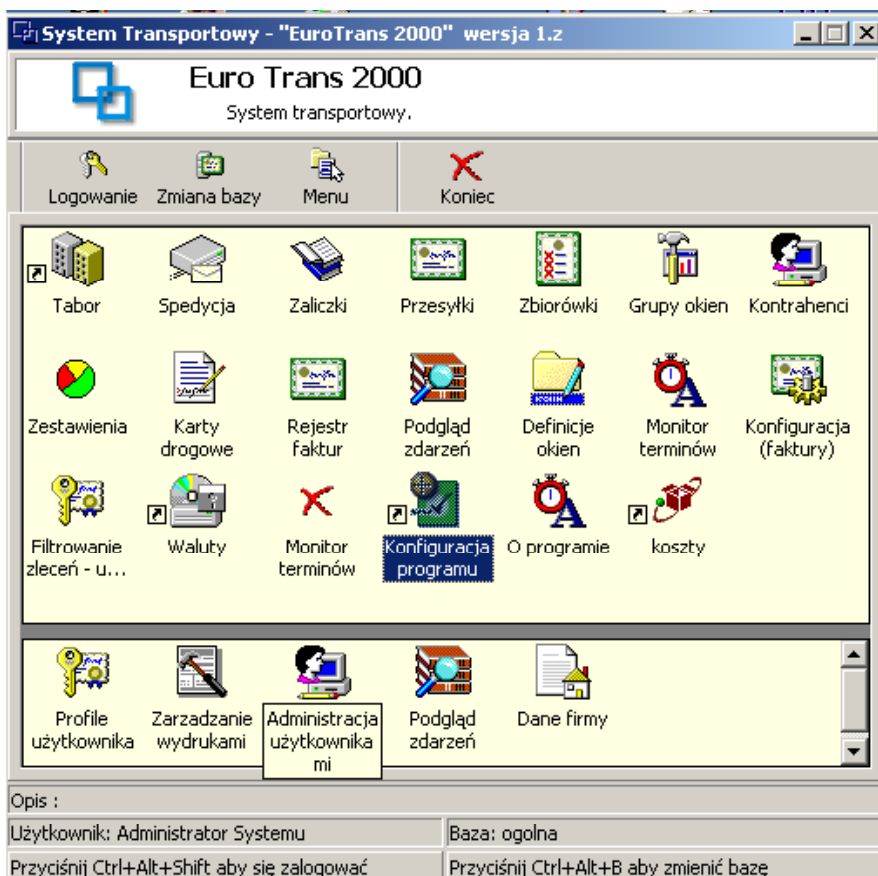 System Transportowy - "EuroTrans 2000" wersja 1.z
Euro Trans 2000
System transportowy.
Logowanie Zmiana bazy Menu Koniec
Tabor Spedycja Zaliczki Przesyłki Zbiorówki Grupy okien Kontrahenci
Zestawienia Karty Rejestr Podgląd Definicje Monitor Konfiguracja
drogowe faktur zdarzeń okien terminów (faktury)
Filtrowanie Waluty Monitor Konfiguracja O programie koszty
zleceń - u... terminów programu
Profile Zarzadzanie Administracja Podgląd Dane firmy
użytkownika wydrukami użytkownika zdarzeń
mi
Opis :
Użytkownik: Administrator Systemu Baza: ogolna
Przyciśnij Ctrl+Alt+Shift aby się zalogować Przyciśnij Ctrl+Alt+B aby zmienić bazę